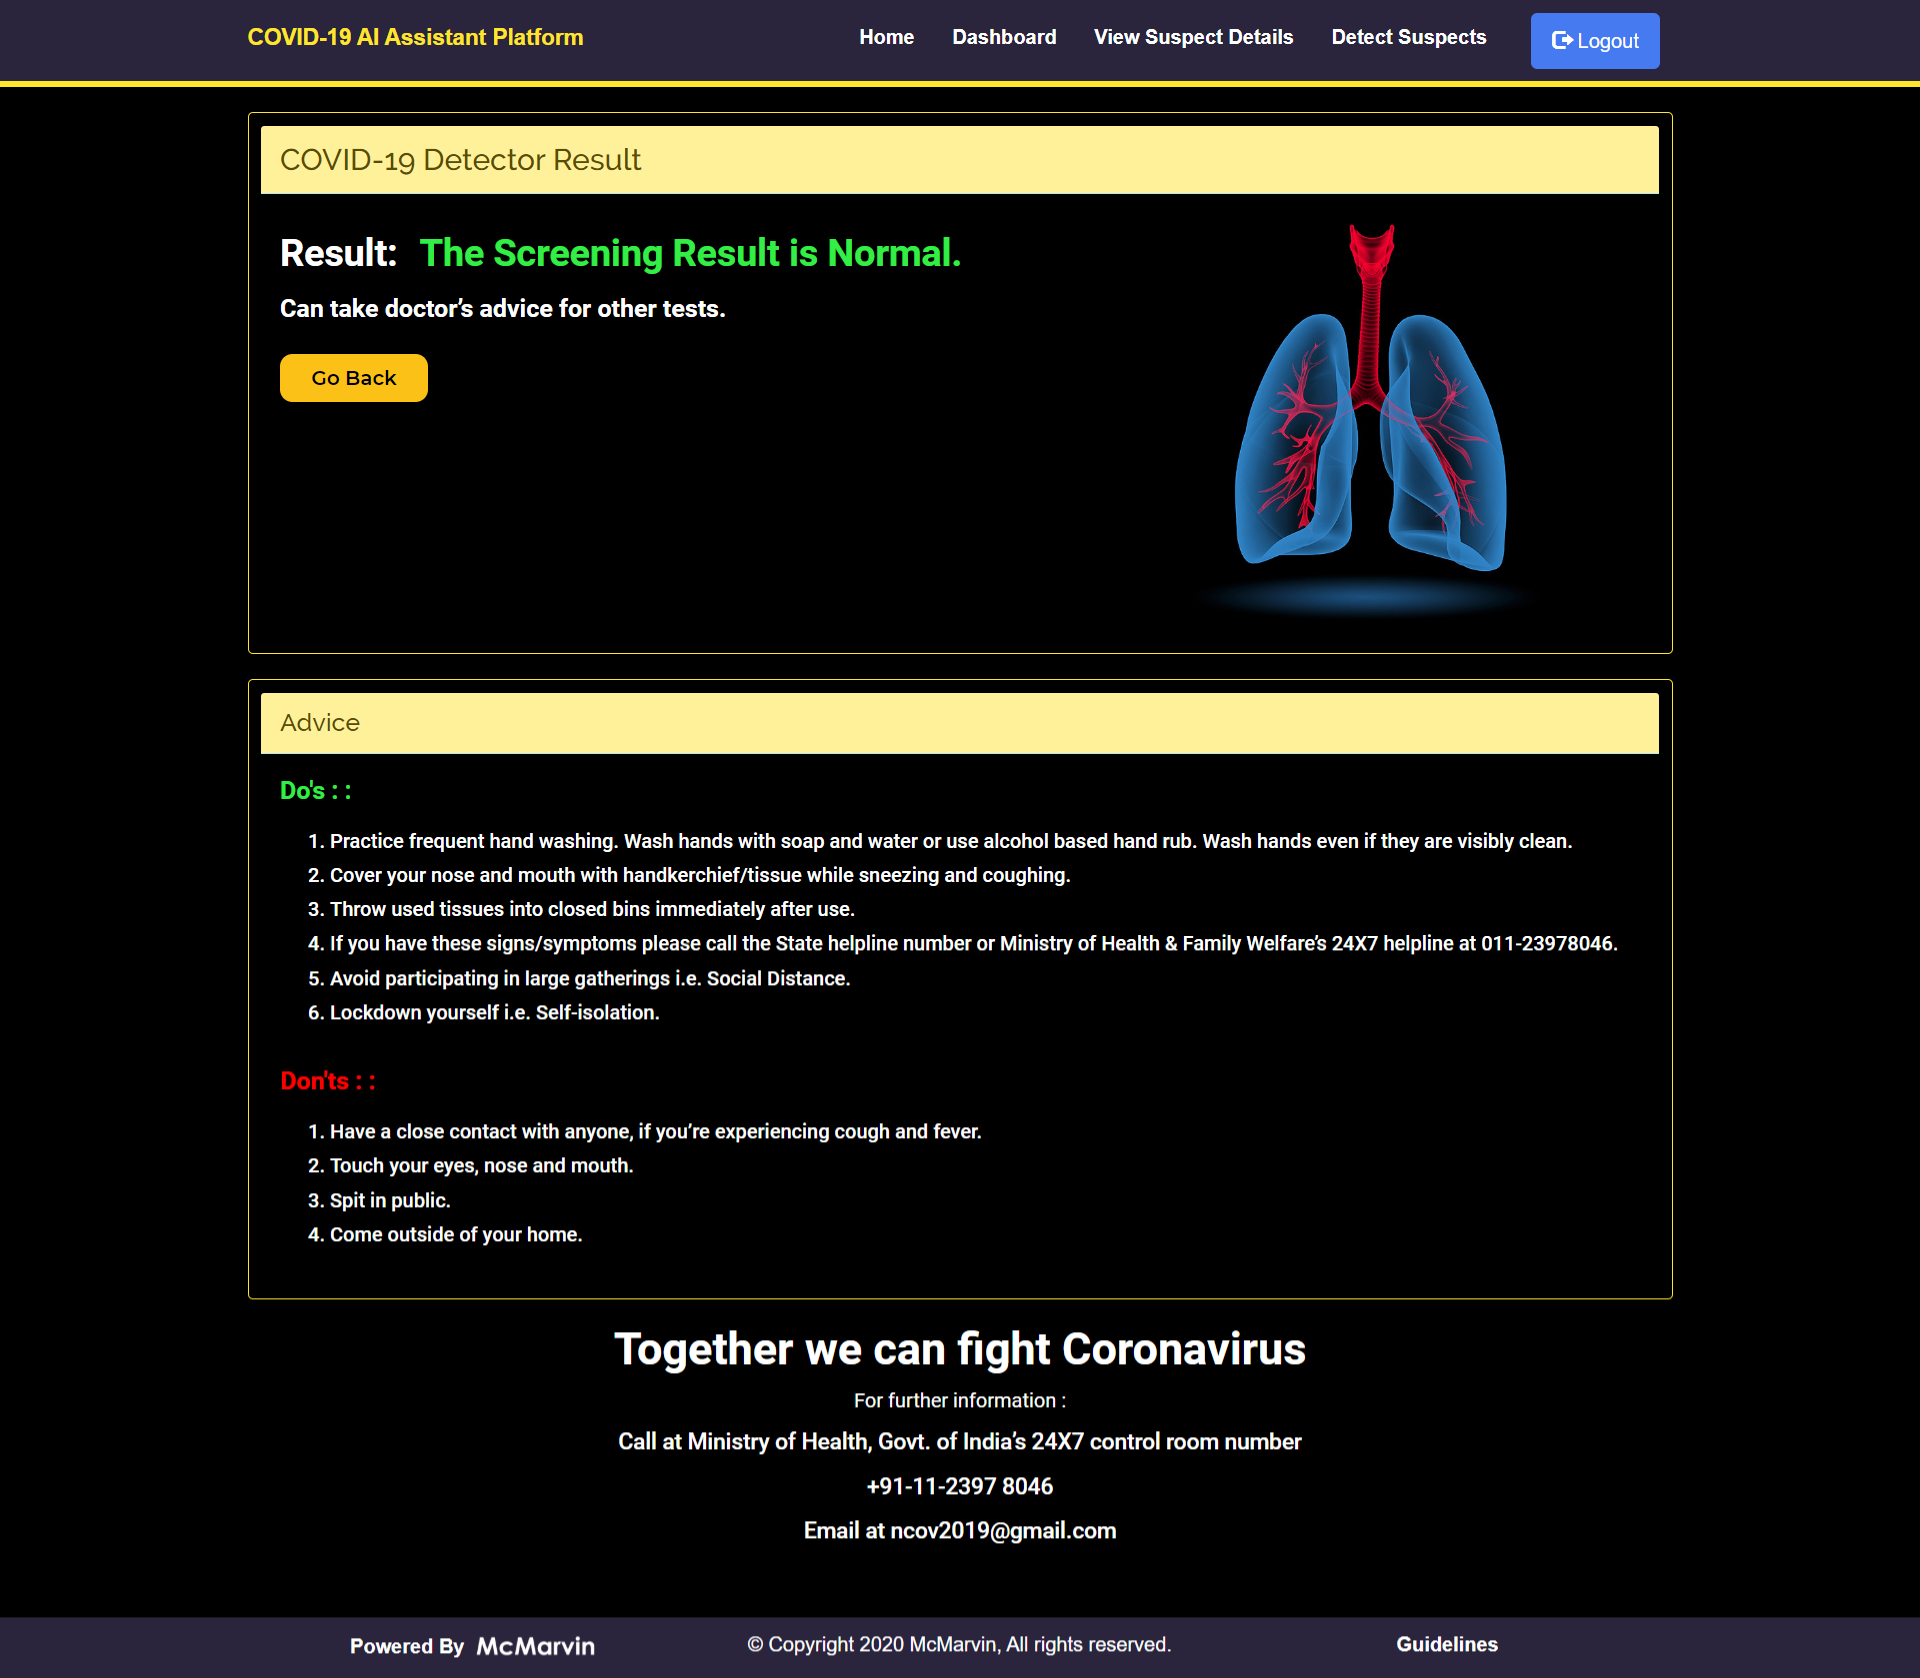 COVID-19 AI Assistant Platform
Home Dashboard View Suspect Details Detect Suspects Logout
COVID-19 Detector Result
Result: The Screening Result is Normal.
Can take doctor’s advice for other tests.
Go Back
Advice
Do's : :
1. Practice frequent hand washing. Wash hands with soap and water or use alcohol based hand rub. Wash hands even if they are visibly clean.
2. Cover your nose and mouth with handkerchief/tissue while sneezing and coughing.
3. Throw used tissues into closed bins immediately after use.
4. If you have these signs/symptoms please call the State helpline number or Ministry of Health & Family Welfare’s 24X7 helpline at 011-23978046.
5. Avoid participating in large gatherings i.e. Social Distance.
6. Lockdown yourself i.e. Self-isolation.
Don'ts : :
1. Have a close contact with anyone, if you’re experiencing cough and fever.
2. Touch your eyes, nose and mouth.
3. Spit in public.
4. Come outside of your home.
Together we can fight Coronavirus
For further information :
Call at Ministry of Health, Govt. of India’s 24X7 control room number
+91-11-2397 8046
Email at ncov2019@gmail.com
Powered By McMarvin © Copyright 2020 McMarvin, All rights reserved. Guidelines